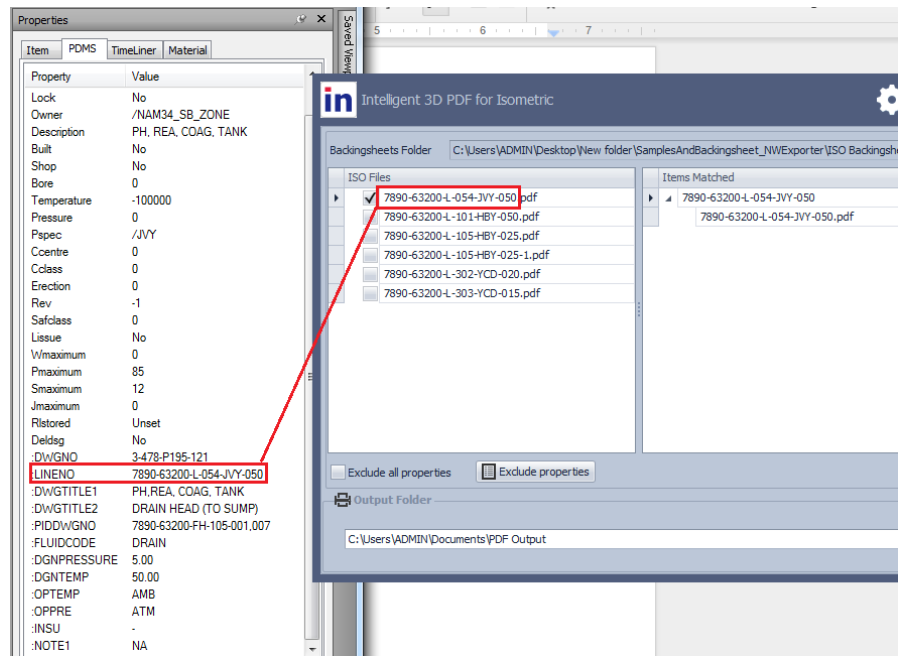 Properties
Item PDMS TimeLiner Material
Property Value
Lock No
Owner /NAM34_SB_ZONE
Description PH, REA, COAG, TANK
Built No
Shop No
Bore 0
Temperature -100000
Pressure 0
Pspec /JVY
Ccentre 0
Cclass 0
Erection 0
Rev -1
Safclass 0
Lissue No
Wmaximum 0
Pmaximum 85
Smaximum 12
Jmaximum 0
Rlstored Unset
Deldsg No
:DWGNO 3-478-P195-121
:LINENO 7890-63200-L-054-JVY-050
:DWGTITLE1 PH,REA, COAG, TANK
:DWGTITLE2 DRAIN HEAD (TO SUMP)
:PIDDWGNO 7890-63200-FH-105-001,007
:FLUIDCODE DRAIN
:DGNPRESSURE 5.00
:DGNTEMP 50.00
:OPTEMP AMB
:OPPRE ATM
:INSU -
:NOTE1 NA
Saved
5 6 7
in Intelligent 3D PDF for Isometric
Backingsheets Folder C:\Users\ADMIN\Desktop\New folder\SamplesAndBackingsheet_NWExporter\ISO Backingshe
ISO Files
7890-63200-L-054-JVY-050.pdf
7890-63200-L-101-HBY-050.pdf
7890-63200-L-105-HBY-025.pdf
7890-63200-L-105-HBY-025-1.pdf
7890-63200-L-302-YCD-020.pdf
7890-63200-L-303-YCD-015.pdf
Items Matched
7890-63200-L-054-JVY-050
7890-63200-L-054-JVY-050.pdf
Exclude all properties Exclude properties
Output Folder
C:\Users\ADMIN\Documents\PDF Output